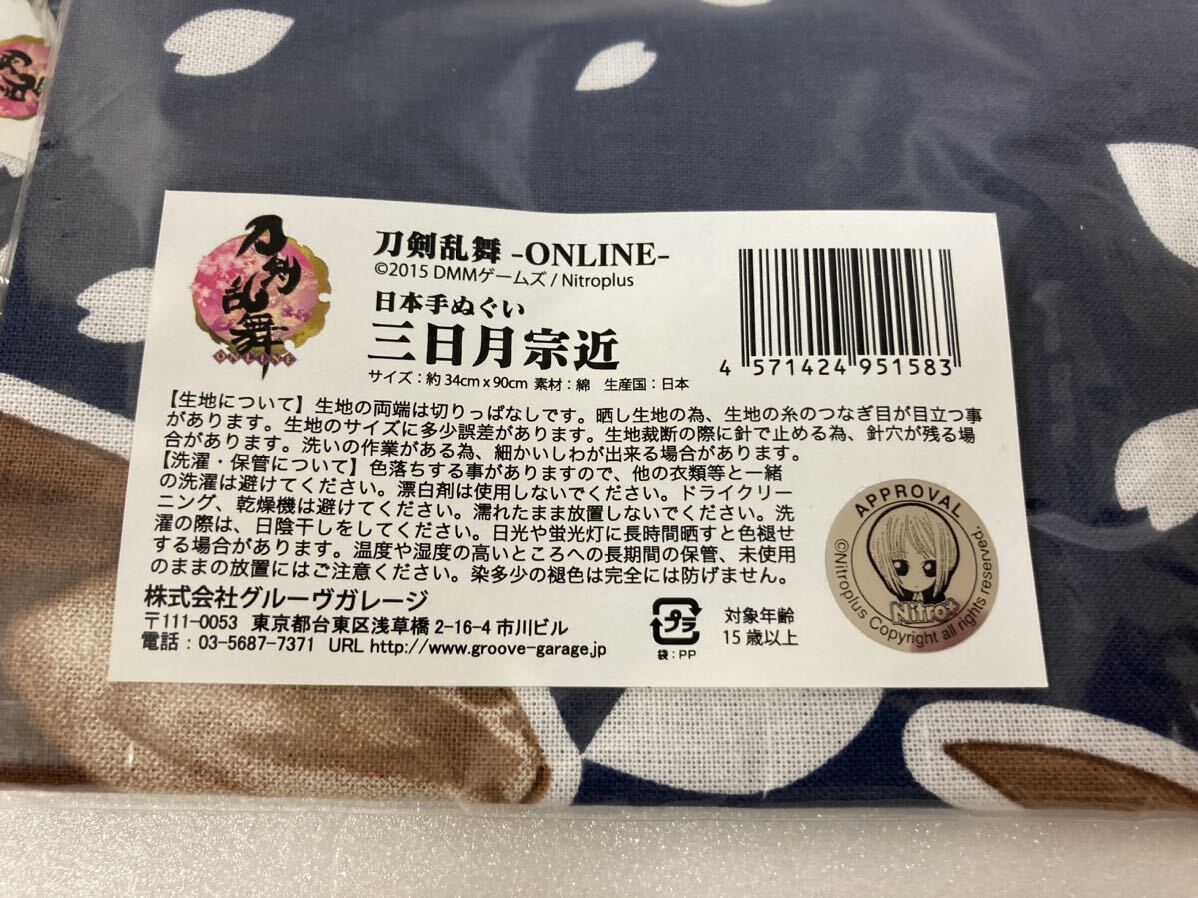 刀剣乱舞
ONLINE
刀剣乱舞 -ONLINE-
©2015 DMMゲームズ / Nitroplus
日本手ぬぐい
三日月宗近
サイズ：約 34cm x 90cm 素材：綿 生産国：日本
4 571424 951583
【生地について】生地の両端は切りっぱなしです。晒し生地の為、生地の糸のつなぎ目が目立つ事
があります。生地のサイズに多少誤差があります。生地裁断の際に針で止める為、針穴が残る場
合があります。洗いの作業がある為、細かいしわが出来る場合があります。
【洗濯・保管について】色落ちする事がありますので、他の衣類等と一緒
の洗濯は避けてください。漂白剤は使用しないでください。ドライクリー
ニング、乾燥機は避けてください。濡れたまま放置しないでください。洗
濯の際は、日陰干しをしてください。日光や蛍光灯に長時間晒すと色褪せ
する場合があります。温度や湿度の高いところへの長期間の保管、未使用
のままの放置にはご注意ください。染多少の褪色は完全には防げません。
株式会社グルーヴガレージ
〒111-0053 東京都台東区浅草橋 2-16-4 市川ビル
電話：03-5687-7371 URL http://www.groove-garage.jp
プラ
袋：PP
対象年齢
15 歳以上
APPROVAL
Nitro+
©Nitroplus Copyright all rights reserved.